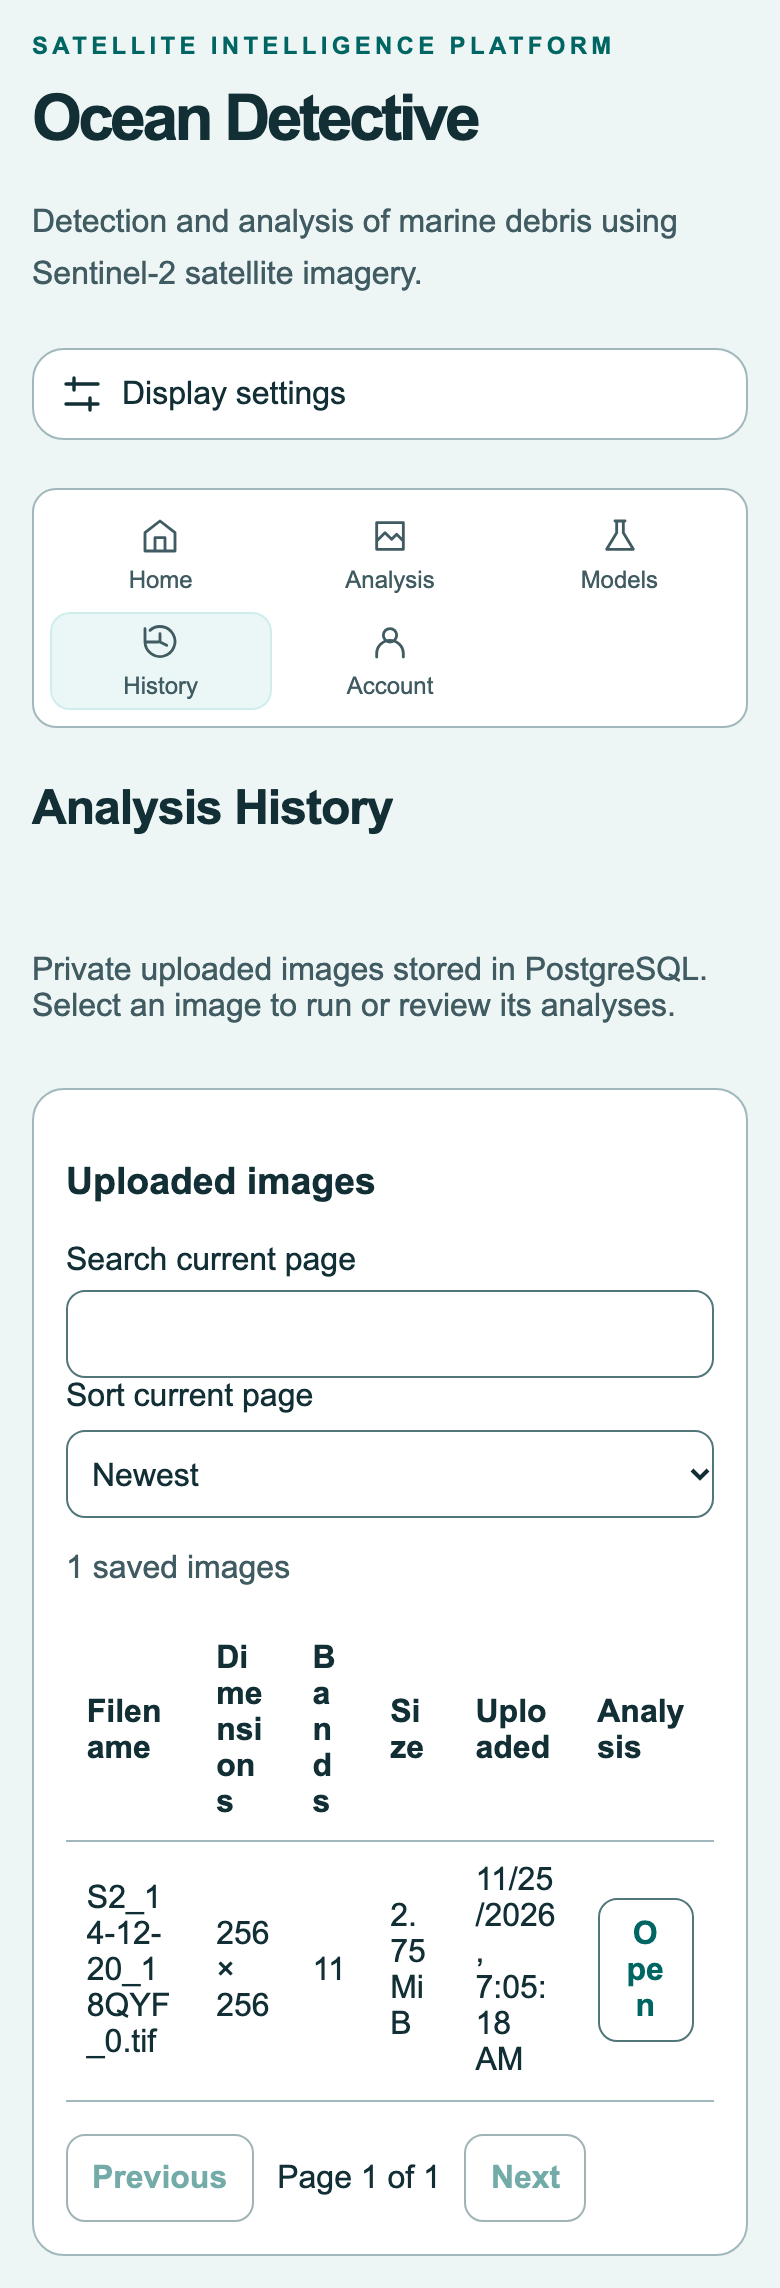 SATELLITE INTELLIGENCE PLATFORM
Ocean Detective
Detection and analysis of marine debris using
Sentinel-2 satellite imagery.
Display settings
Home
Analysis
Models
History
Account
Analysis History
Private uploaded images stored in PostgreSQL.
Select an image to run or review its analyses.
Uploaded images
Search current page
Sort current page
Newest
1 saved images
Filen
ame
Di
me
nsi
on
s
B
a
n
d
s
Si
ze
Uplo
aded
Analy
sis
S2_1
4-12-
20_1
8QYF
_0.tif
256
×
256
11
2.
75
Mi
B
11/25
/2026
,
7:05:
18
AM
O
pe
n
Previous
Page 1 of 1
Next